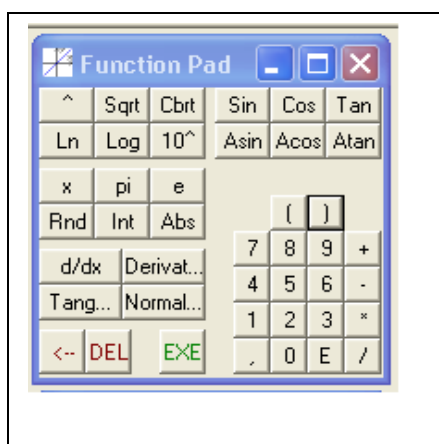 Function Pad
^ Sqrt Cbrt Sin Cos Tan
Ln Log 10^ Asin Acos Atan
x pi e
Rnd Int Abs ( )
7 8 9 +
d/dx Derivat...
4 5 6 -
Tang... Normal...
1 2 3 *
<-- DEL EXE
, 0 E /